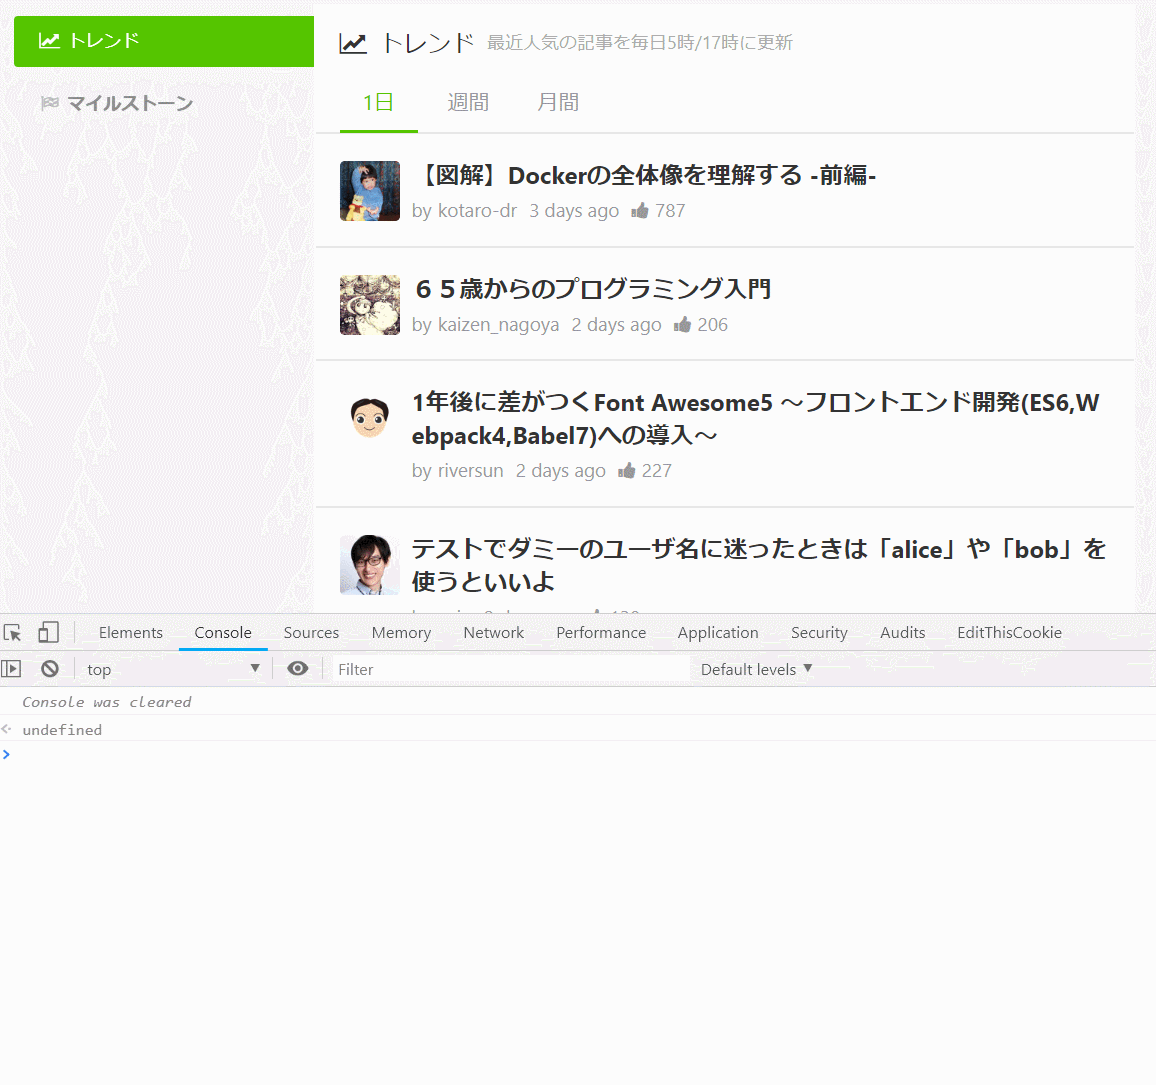 トレンド
マイルストーン
トレンド 最近人気の記事を毎日5時/17時に更新
1日 週間 月間
【図解】Dockerの全体像を理解する -前編-
by kotaro-dr 3 days ago 787
６５歳からのプログラミング入門
by kaizen_nagoya 2 days ago 206
1年後に差がつくFont Awesome5 ～フロントエンド開発(ES6,W
ebpack4,Babel7)への導入～
by riversun 2 days ago 227
テストでダミーのユーザ名に迷ったときは「alice」や「bob」を
使うといいよ
Elements Console Sources Memory Network Performance Application Security Audits EditThisCookie
top ▼ Filter Default levels ▼
Console was cleared
undefined